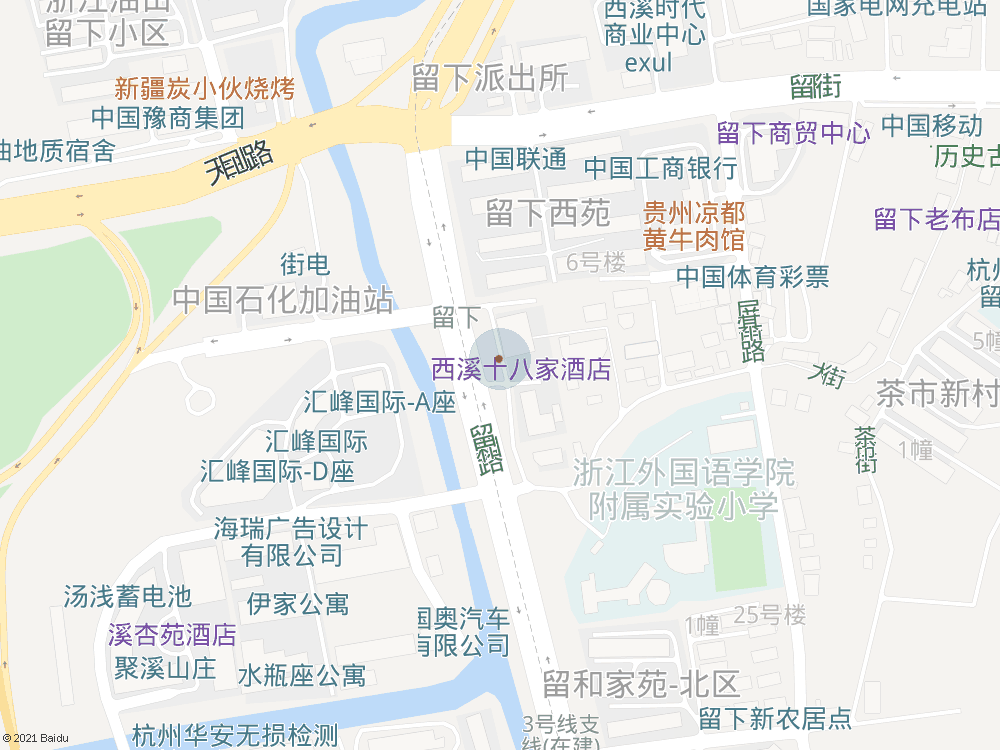 浙江油田
留下小区
西溪时代
商业中心
exul
国家电网充电站
留下派出所
新疆炭小伙烧烤
中国豫商集团
留下街
油地质宿舍
天目山路
中国联通
中国工商银行
留下商贸中心
中国移动
历史古
留下西苑
贵州凉都
黄牛肉馆
留下老布店
6号楼
街电
中国体育彩票
杭州
留
中国石化加油站
留下
屏基路
5幢
西溪十八家酒店
大街
茶市新村
汇峰国际-A座
汇峰国际
留和路
茶市街
1幢
汇峰国际-D座
浙江外国语学院
附属实验小学
海瑞广告设计
有限公司
汤浅蓄电池
伊家公寓
国奥汽车
有限公司
1幢
25号楼
溪杏苑酒店
聚溪山庄
水瓶座公寓
留和家苑-北区
杭州华安无损检测
3号线支
线(在建)
留下新农居点
© 2021 Baidu